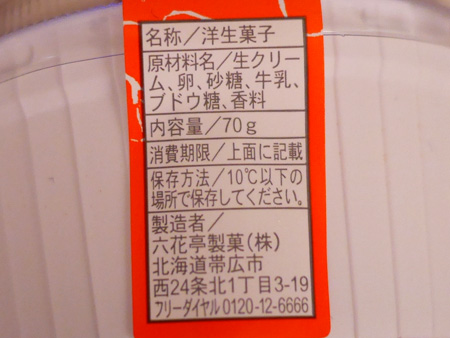 名称/洋生菓子
原材料名/生クリー
ム、卵、砂糖、牛乳、
ブドウ糖、香料
内容量/70g
消費期限/上面に記載
保存方法/10℃以下の
場所で保存してください。
製造者/
六花亭製菓(株)
北海道帯広市
西24条北1丁目3-19
フリーダイヤル0120-12-6666